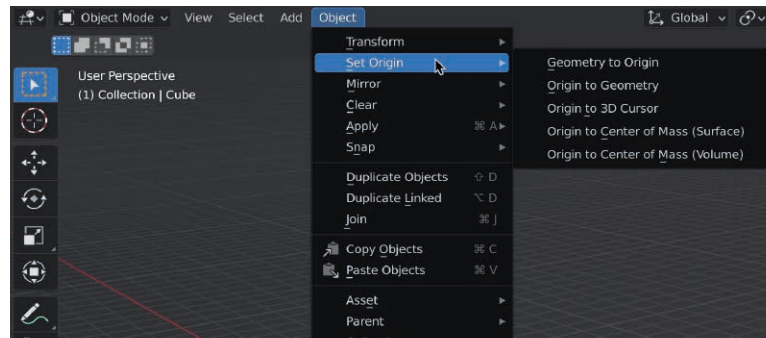 Object Mode View Select Add Object Global
Transform
Set Origin
Mirror
Clear
Apply ⌘ A
Snap
Duplicate Objects ⇧ D
Duplicate Linked ⌥ D
Join ⌘ J
Copy Objects ⌘ C
Paste Objects ⌘ V
Asset
Parent
Geometry to Origin
Origin to Geometry
Origin to 3D Cursor
Origin to Center of Mass (Surface)
Origin to Center of Mass (Volume)
User Perspective
(1) Collection | Cube